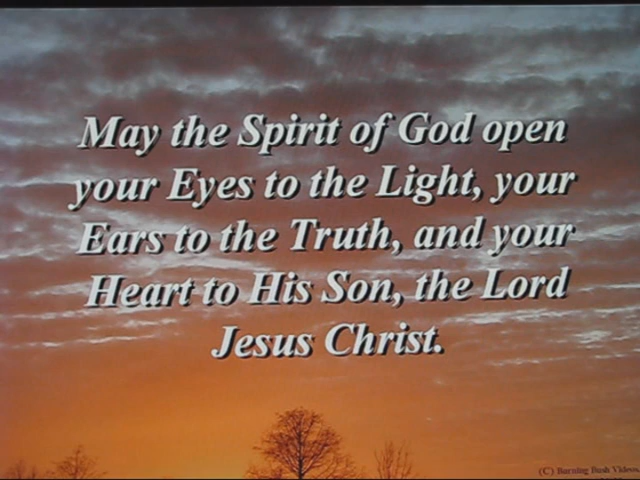 May the Spirit of God open
your Eyes to the Light, your
Ears to the Truth, and your
Heart to His Son, the Lord
Jesus Christ.
(C) Burning Bush Videos,